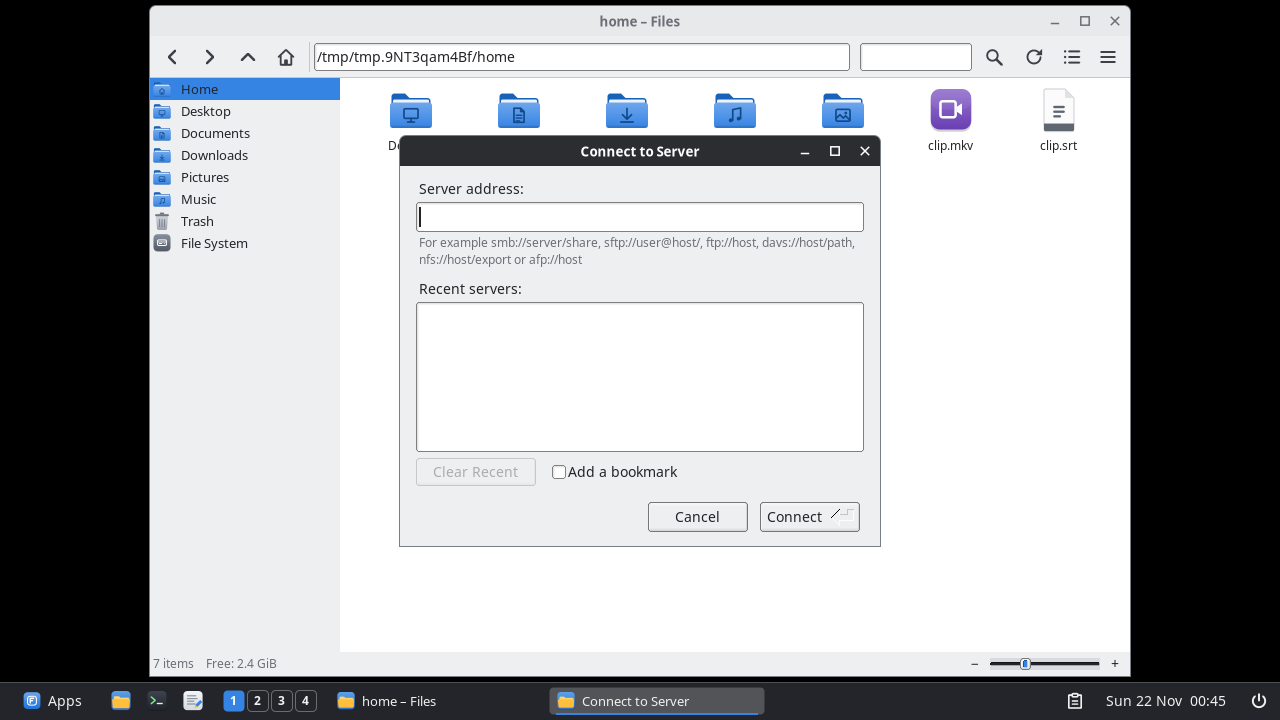 home – Files
/tmp/tmp.9NT3qam4Bf/home
Home
Desktop
Documents
Downloads
Pictures
Music
Trash
File System
clip.mkv
clip.srt
Connect to Server
Server address:
For example smb://server/share, sftp://user@host/, ftp://host, davs://host/path,
nfs://host/export or afp://host
Recent servers:
Clear Recent
Add a bookmark
Cancel
Connect
7 items Free: 2.4 GiB
Apps
1 2 3 4
home – Files
Connect to Server
Sun 22 Nov 00:45